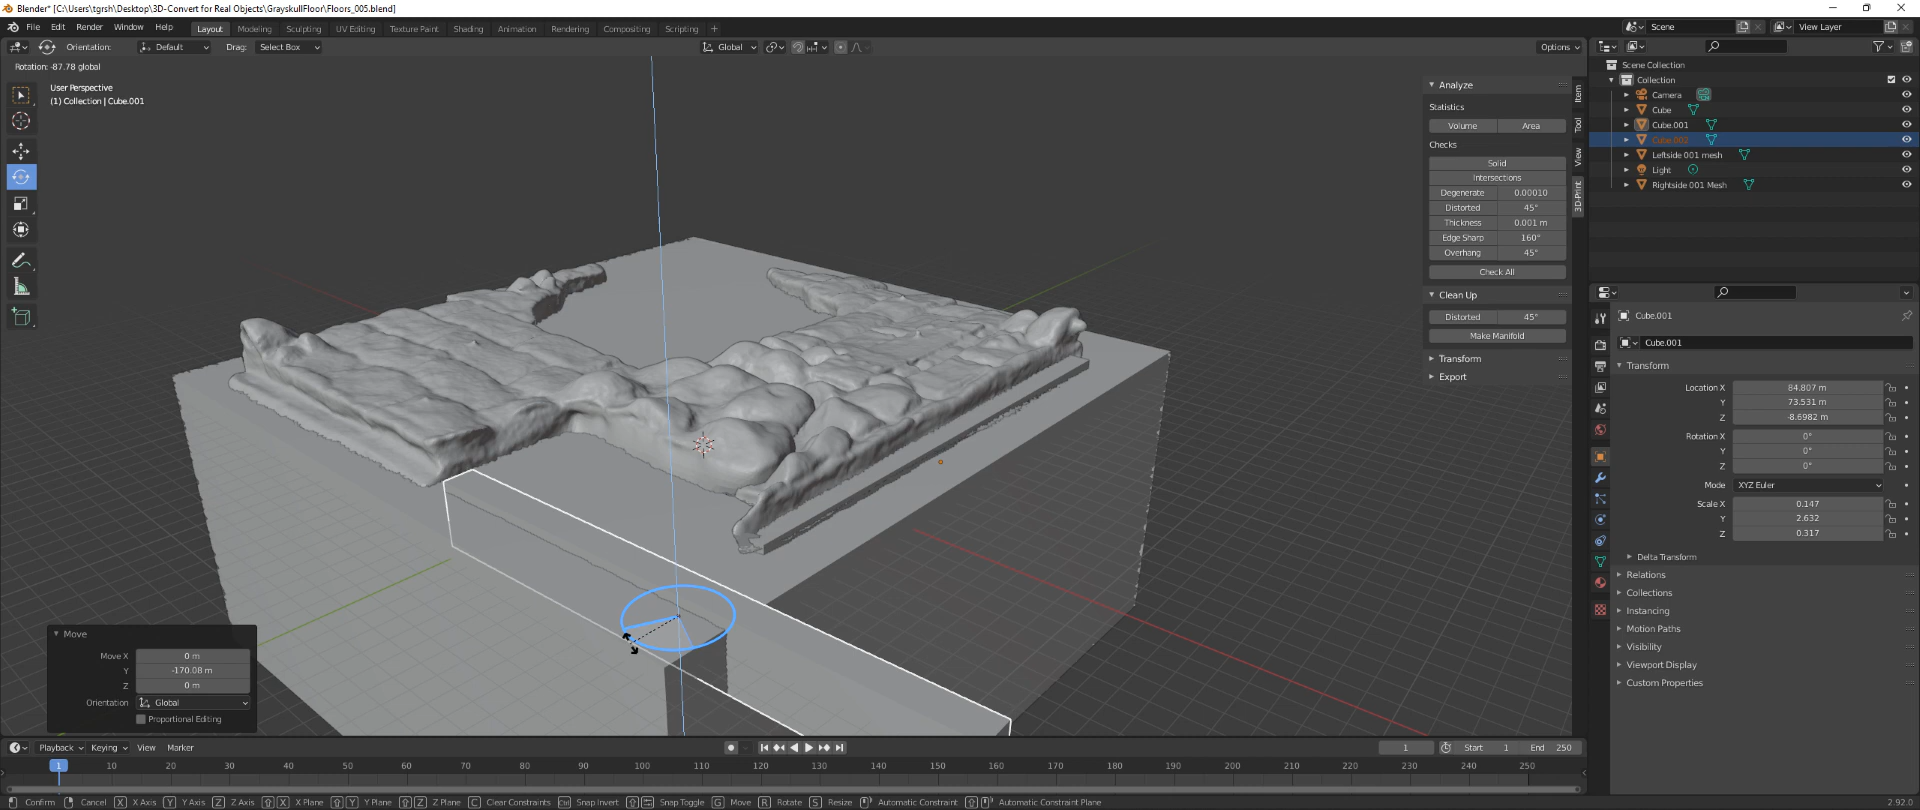 Blender* [C:\Users\tgrsh\Desktop\3D-Convert for Real Objects\GrayskullFloor\Floors_005.blend]
File Edit Render Window Help
Layout Modeling Sculpting UV Editing Texture Paint Shading Animation Rendering Compositing Scripting +
Scene
View Layer
Orientation: Default Drag: Select Box
Global
Options
Rotation: -87.78 global
User Perspective
(1) Collection | Cube.001
Analyze
Statistics
Volume Area
Checks
Solid
Intersections
Degenerate 0.00010
Distorted 45°
Thickness 0.001 m
Edge Sharp 160°
Overhang 45°
Check All
Clean Up
Distorted 45°
Make Manifold
Transform
Export
Item
Tool
View
3D-Print
Scene Collection
Collection
Camera
Cube
Cube.001
Cube.002
Leftside 001 mesh
Light
Rightside 001 Mesh
Cube.001
Cube.001
Transform
Location X 84.807 m
Y 73.531 m
Z -8.6982 m
Rotation X 0°
Y 0°
Z 0°
Mode XYZ Euler
Scale X 0.147
Y 2.632
Z 0.317
Delta Transform
Relations
Collections
Instancing
Motion Paths
Visibility
Viewport Display
Custom Properties
Move
Move X 0 m
Y -170.08 m
Z 0 m
Orientation Global
Proportional Editing
Playback Keying View Marker
1 Start 1 End 250
1 10 20 30 40 50 60 70 80 90 100 110 120 130 140 150 160 170 180 190 200 210 220 230 240 250
Confirm Cancel X X Axis Y Y Axis Z Z Axis X X Plane Y Y Plane Z Z Plane C Clear Constraints Ctrl Snap Invert Snap Toggle G Move R Rotate S Resize Automatic Constraint Automatic Constraint Plane
2.92.0